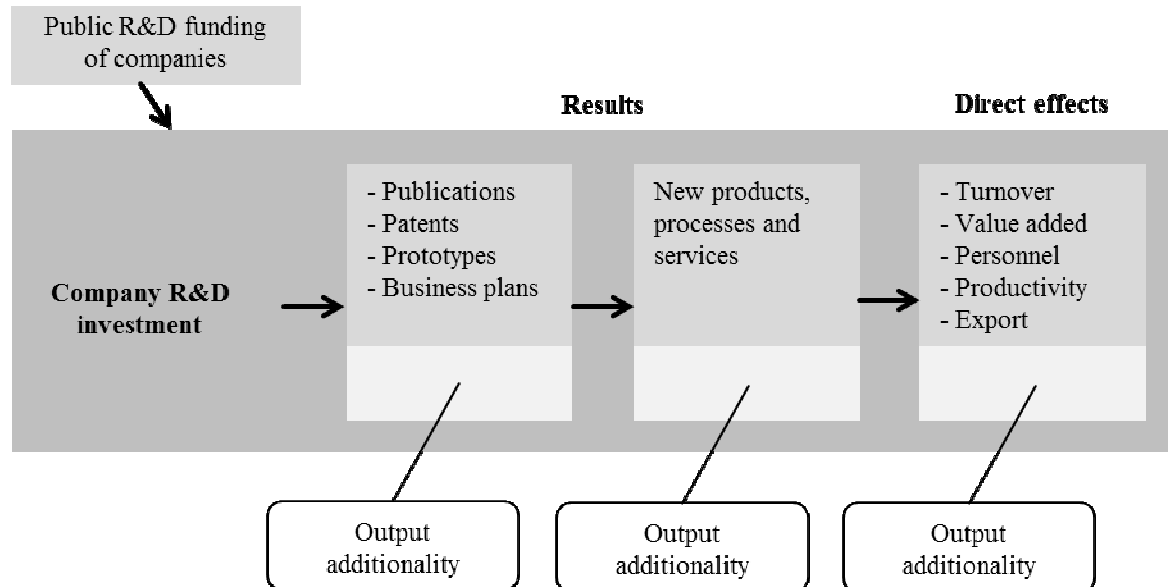 Public R&D funding
of companies
Results
Direct effects
Company R&D
investment
- Publications
- Patents
- Prototypes
- Business plans
New products,
processes and
services
- Turnover
- Value added
- Personnel
- Productivity
- Export
Output
additionality
Output
additionality
Output
additionality